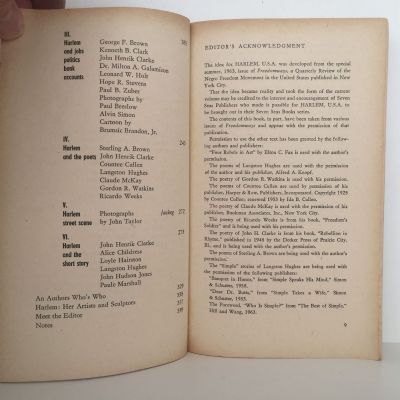 III.
Harlem
and jobs
politics
bank
accounts
George F. Brown
Kenneth B. Clark
John Henrik Clarke
Dr. Milton A. Galamison
Leonard W. Holt
Hope R. Stevens
Paul B. Zuber
Photographs by
Paul Breslow
Alvin Simon
Cartoon by
Brumsic Brandon, Jr.
IV.
Harlem
and the poets
Sterling A. Brown
John Henrik Clarke
Countee Cullen
Langston Hughes
Claude McKay
Gordon R. Watkins
Ricardo Weeks
V.
Harlem
street scene
Photographs facing 272
by John Taylor
VI.
Harlem
and the
short story
273
John Henrik Clarke
Alice Childress
Loyle Hairston
Langston Hughes
John Hudson Jones
Paule Marshall
An Authors Who's Who
Harlem: Her Artists and Sculptors
Meet the Editor
Notes
EDITOR'S ACKNOWLEDGMENT
The idea for HARLEM, U.S.A. was developed from the special
summer, 1963, issue of Freedomways, a Quarterly Review of the
Negro Freedom Movement in the United States published in New
York City.
That the idea became reality and took the form of the current
volume may be credited to the interest and encouragement of Seven
Seas Publishers who made it possible for HARLEM, U.S.A. to
be brought out in their Seven Seas Books series.
The contents of this book, in part, have been taken from various
issues of Freedomways and appear with the permission of that
publication.
Permission to use the other text has been granted by the follow-
ing authors and publishers:
"Four Rebels in Art" by Elton C. Fax is used with his permission.
The poems of Langston Hughes are used with the permission of
the author and his publisher, Alfred A. Knopf.
The poetry of Gordon R. Watkins is used with his permission.
The poems of Countee Cullen are used by permission of his
publisher, Harper & Row, Publishers, Incorporated. Copyright 1925
by Countee Cullen; renewed 1953 by Ida B. Cullen.
The poems of Claude McKay are used with the permission of his
publisher, Bookman Associates, Inc., New York City.
The poetry of Ricardo Weeks is from his book, "Freedom's
Soldier" and is being used with his permission.
The poetry of John H. Clarke is from his book, "Rebellion in
Rhyme," published in 1948 by the Decker Press of Prairie City,
Ill., and is being used with his permission.
The poems of Sterling A. Brown are being used with the author's
permission.
The "Simple" stories of Langston Hughes are being used with
the permission of the following publishers:
"Banquet in Honor," from "Simple Speaks His Mind," Simon
& Schuster,
"Dear Dr. Butts," from "Simple Takes a Wife," Simon
& Schuster, 1953.
The Foreword, "Who Is Simple?" from "The Best of Simple,"
Hill and Wang,
9